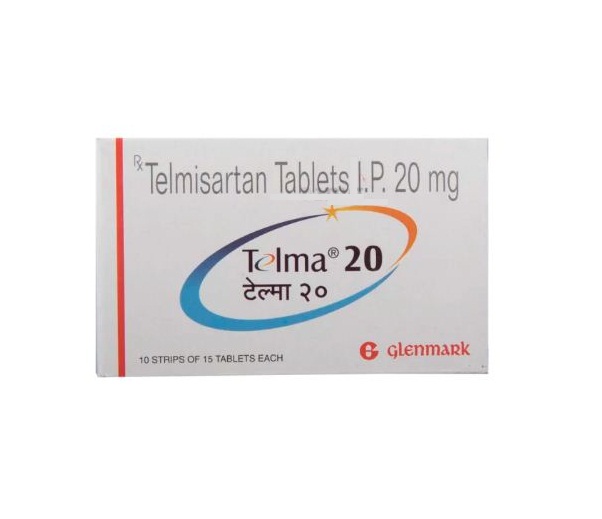 Rx Telmisartan Tablets I.P. 20 mg
Telma® 20
टेल्मा २०
10 STRIPS OF 15 TABLETS EACH
G glenmark